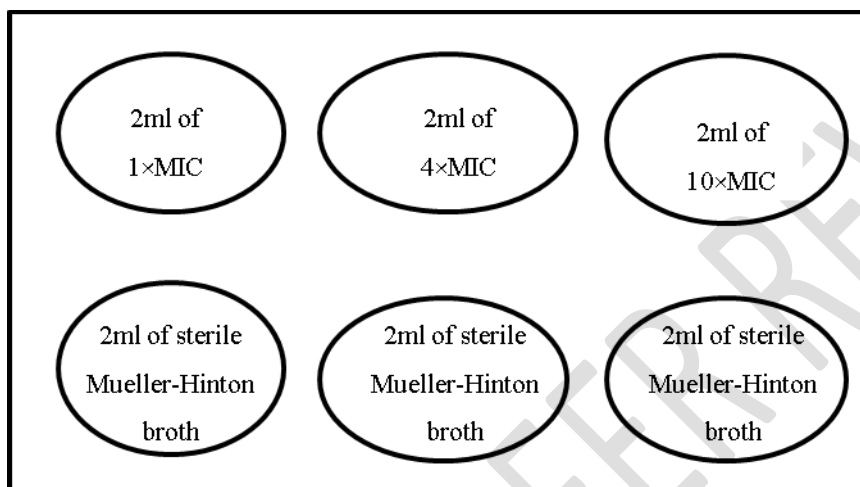 2ml of
1×MIC
2ml of
4×MIC
2ml of
10×MIC
2ml of sterile
Mueller-Hinton
broth
2ml of sterile
Mueller-Hinton
broth
2ml of sterile
Mueller-Hinton
broth